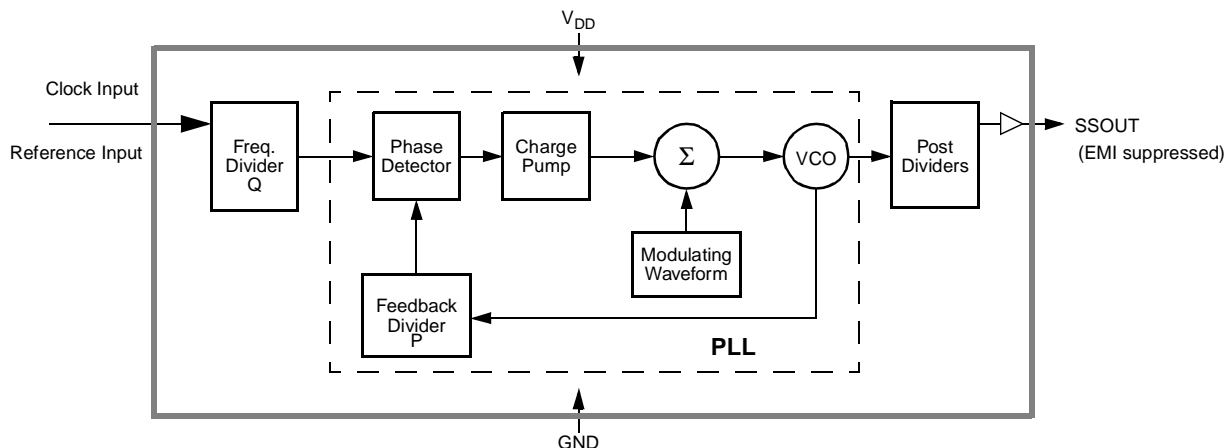 V_DD
Clock Input
Reference Input
Freq.
Divider
Q
Phase
Detector
Charge
Pump
Σ
VCO
Post
Dividers
SSOUT
(EMI suppressed)
Modulating
Waveform
Feedback
Divider
P
PLL
GND